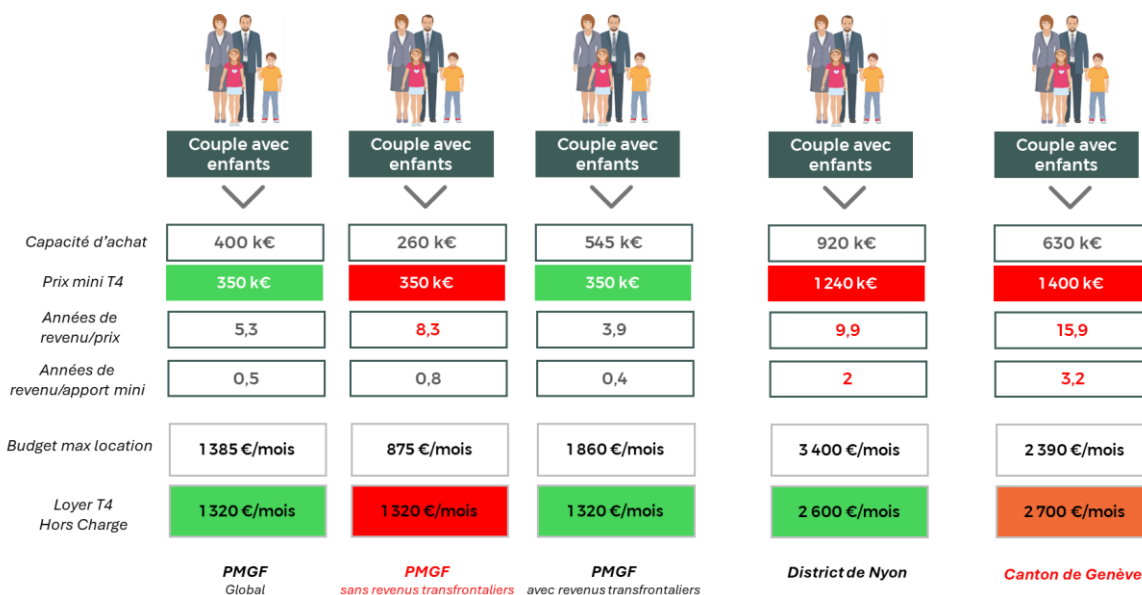 Couple avec
enfants
Couple avec
enfants
Couple avec
enfants
Couple avec
enfants
Couple avec
enfants
Capacité d'achat
400 k€
260 k€
545 k€
920 k€
630 k€
Prix mini T4
350 k€
350 k€
350 k€
1 240 k€
1 400 k€
Années de
revenu/prix
5,3
8,3
3,9
9,9
15,9
Années de
revenu/apport mini
0,5
0,8
0,4
2
3,2
Budget max location
1 385 €/mois
875 €/mois
1 860 €/mois
3 400 €/mois
2 390 €/mois
Loyer T4
Hors Charge
1 320 €/mois
1 320 €/mois
1 320 €/mois
2 600 €/mois
2 700 €/mois
PMGF
Global
PMGF
sans revenus transfrontaliers
PMGF
avec revenus transfrontaliers
District de Nyon
Canton de Genève